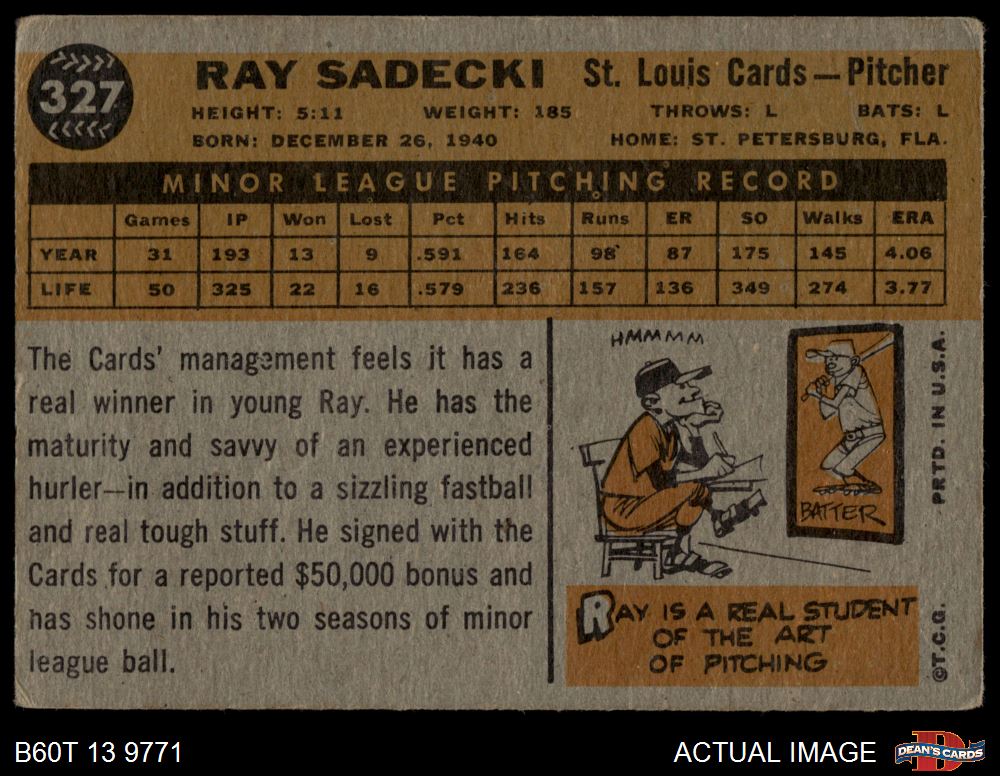 327
RAY SADECKI St. Louis Cards—Pitcher
HEIGHT: 5:11 WEIGHT: 185 THROWS: L BATS: L
BORN: DECEMBER 26, 1940 HOME: ST. PETERSBURG, FLA.
MINOR LEAGUE PITCHING RECORD
Games IP Won Lost Pct Hits Runs ER SO Walks ERA
YEAR 31 193 13 9 .591 164 98 87 175 145 4.06
LIFE 50 325 22 16 .579 236 157 136 349 274 3.77
The Cards' management feels it has a
real winner in young Ray. He has the
maturity and savvy of an experienced
hurler—in addition to a sizzling fastball
and real tough stuff. He signed with the
Cards for a reported $50,000 bonus and
has shone in his two seasons of minor
league ball.
HMMMMM
BATTER
RAY IS A REAL STUDENT
OF THE ART
OF PITCHING
©T.C.G. PRTD. IN U.S.A.
B60T 13 9771
ACTUAL IMAGE
DEAN'S CARDS